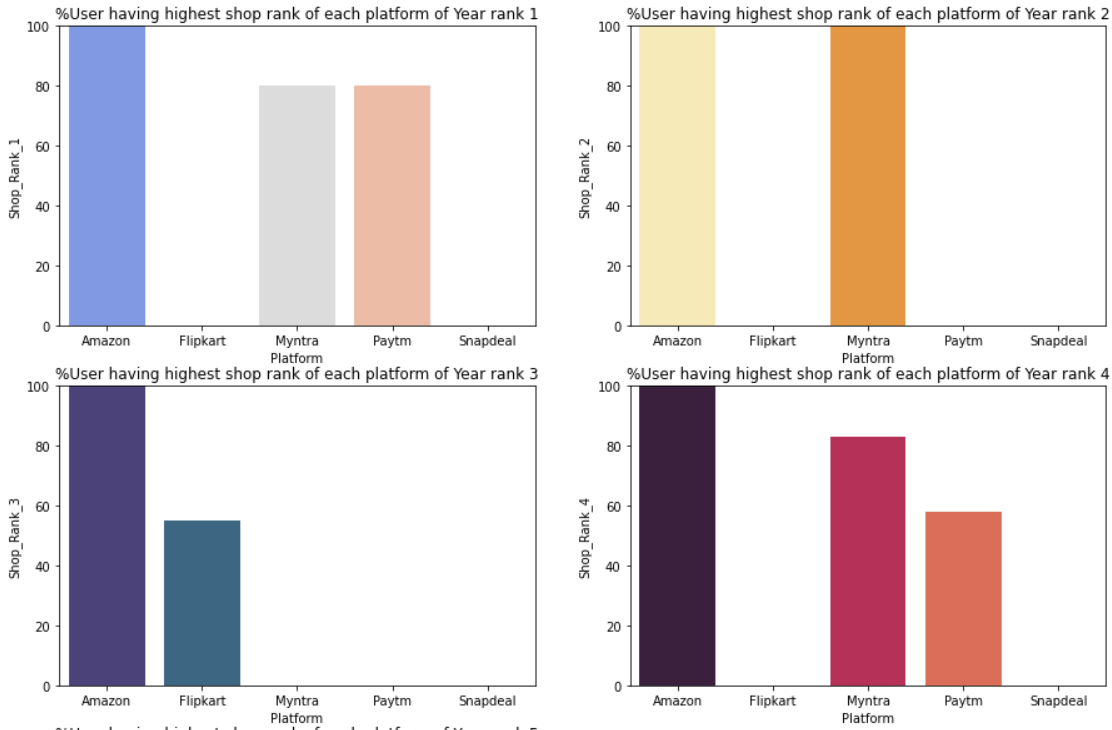 %User having highest shop rank of each platform of Year rank 1
Shop_Rank_1
100
80
60
40
20
0
Amazon Flipkart Myntra Paytm Snapdeal
Platform
%User having highest shop rank of each platform of Year rank 2
Shop_Rank_2
100
80
60
40
20
0
Amazon Flipkart Myntra Paytm Snapdeal
Platform
%User having highest shop rank of each platform of Year rank 3
Shop_Rank_3
100
80
60
40
20
0
Amazon Flipkart Myntra Paytm Snapdeal
Platform
%User having highest shop rank of each platform of Year rank 4
Shop_Rank_4
100
80
60
40
20
0
Amazon Flipkart Myntra Paytm Snapdeal
Platform